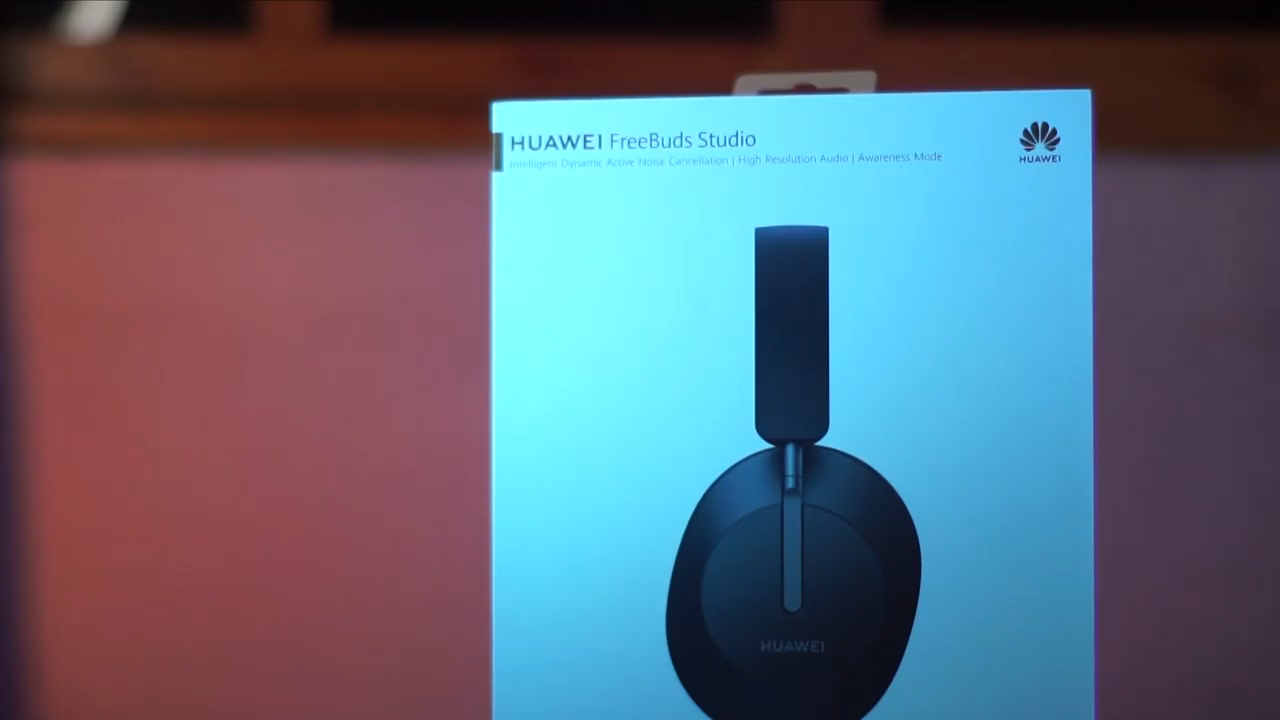 HUAWEI FreeBuds Studio
Intelligent Dynamic Active Noise Cancellation | High Resolution Audio | Awareness Mode
HUAWEI
HUAWEI